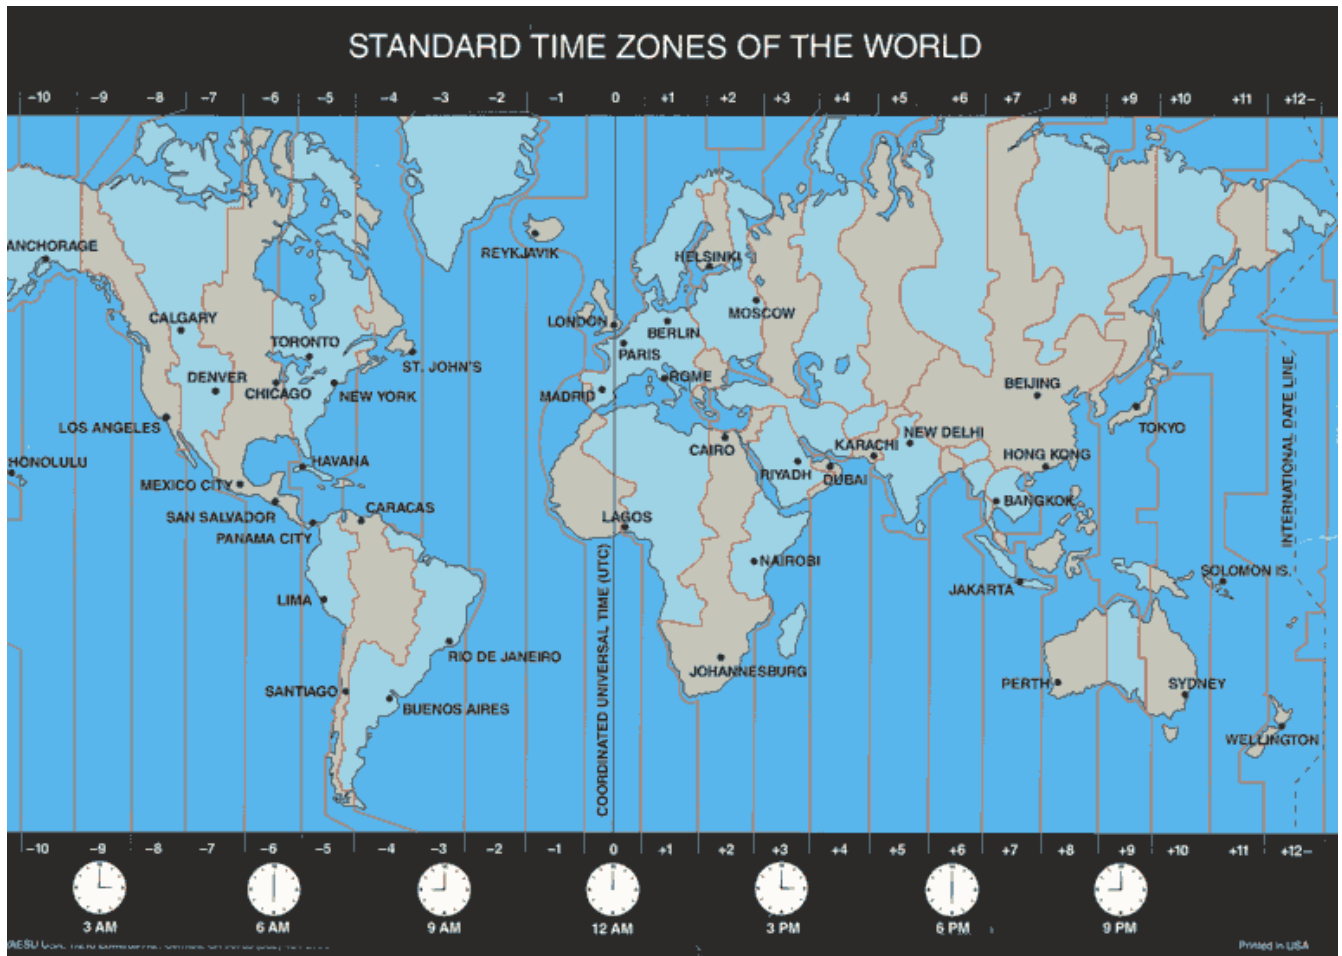 STANDARD TIME ZONES OF THE WORLD
-10 -9 -8 -7 -6 -5 -4 -3 -2 -1 0 +1 +2 +3 +4 +5 +6 +7 +8 +9 +10 +11 +12-
ANCHORAGE
REYKJAVIK
HELSINKI
CALGARY
LONDON
MOSCOW
BERLIN
TORONTO
PARIS
ST. JOHN'S
DENVER
ROME
BEIJING
CHICAGO
NEW YORK
MADRID
LOS ANGELES
TOKYO
NEW DELHI
KARACHI
CAIRO
HONOLULU
HAVANA
HONG KONG
RIYADH
DUBAI
MEXICO CITY
BANGKOK
CARACAS
SAN SALVADOR
LAGOS
PANAMA CITY
INTERNATIONAL DATE LINE
NAIROBI
SOLOMON IS.
JAKARTA
LIMA
COORDINATED UNIVERSAL TIME (UTC)
RIO DE JANEIRO
JOHANNESBURG
PERTH
SYDNEY
SANTIAGO
BUENOS AIRES
WELLINGTON
-10 -9 -8 -7 -6 -5 -4 -3 -2 -1 0 +1 +2 +3 +4 +5 +6 +7 +8 +9 +10 +11 +12-
3 AM 6 AM 9 AM 12 AM 3 PM 6 PM 9 PM
Printed in USA